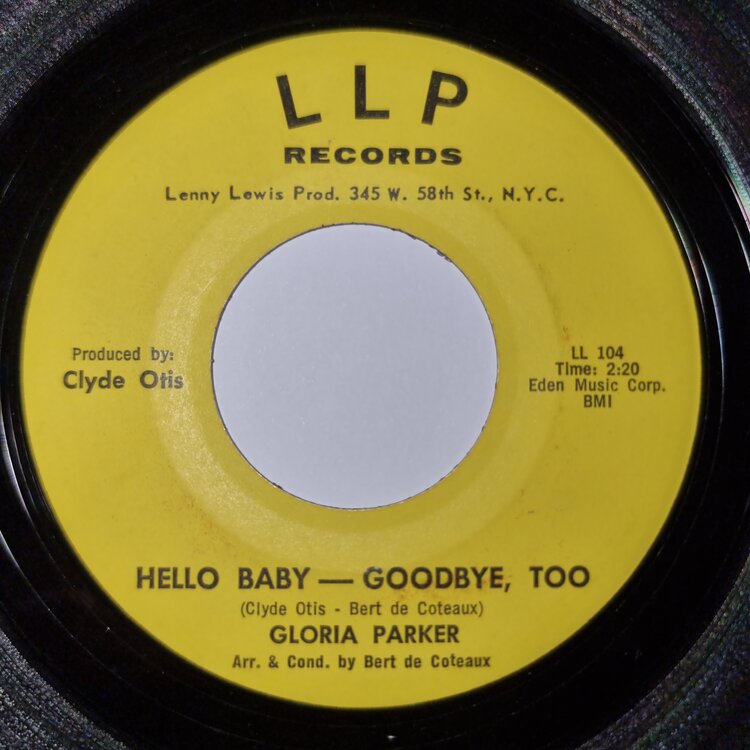 LLP
RECORDS
Lenny Lewis Prod. 345 W. 58th St., N.Y.C.
Produced by:
Clyde Otis
LL 104
Time: 2:20
Eden Music Corp.
BMI
HELLO BABY — GOODBYE, TOO
(Clyde Otis - Bert de Coteaux)
GLORIA PARKER
Arr. & Cond. by Bert de Coteaux